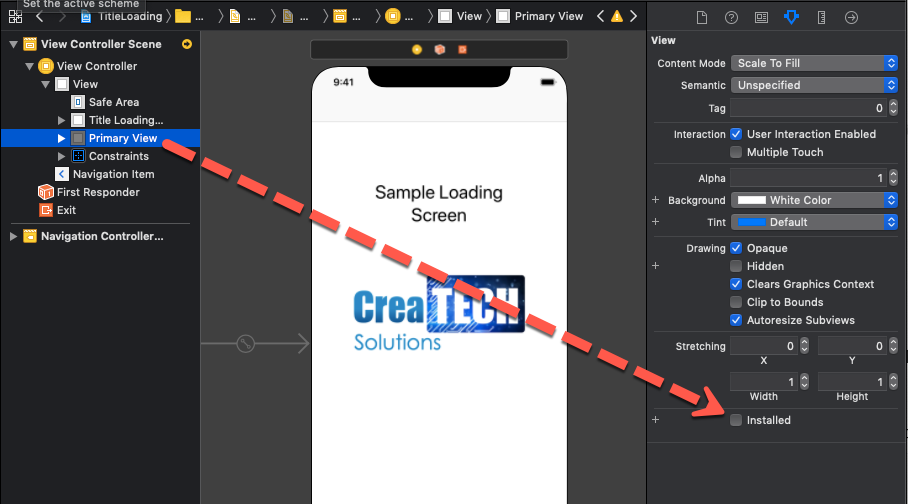 Set the active scheme
TitleLoading
...
...
...
...
...
View
Primary View
View Controller Scene
View Controller
View
Safe Area
Title Loading...
Primary View
Constraints
Navigation Item
First Responder
Exit
Navigation Controller...
9:41
Sample Loading
Screen
CreaTECH
Solutions
View
Content Mode Scale To Fill
Semantic Unspecified
Tag 0
Interaction User Interaction Enabled
Multiple Touch
Alpha 1
+ Background White Color
+ Tint Default
Drawing Opaque
+ Hidden
Clears Graphics Context
Clip to Bounds
Autoresize Subviews
Stretching 0 0
X Y
1 1
Width Height
+ Installed